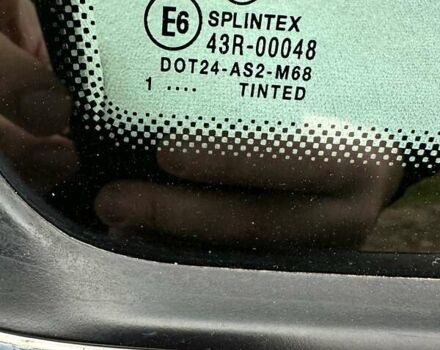 E6 SPLINTEX
43R-00048
DOT24-AS2-M68
1 .... TINTED